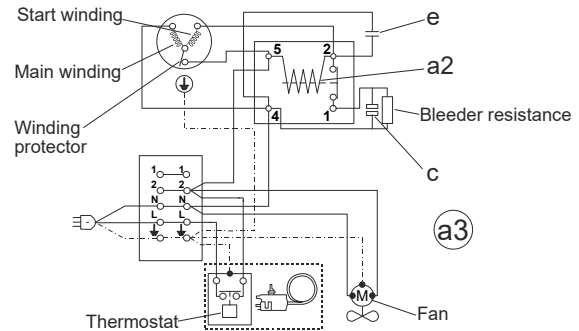 Start winding
e
5
2
a2
Main winding
4
1
Bleeder resistance
Winding
protector
c
1
1
2
2
N
N
L
L
a3
M
Fan
Thermostat